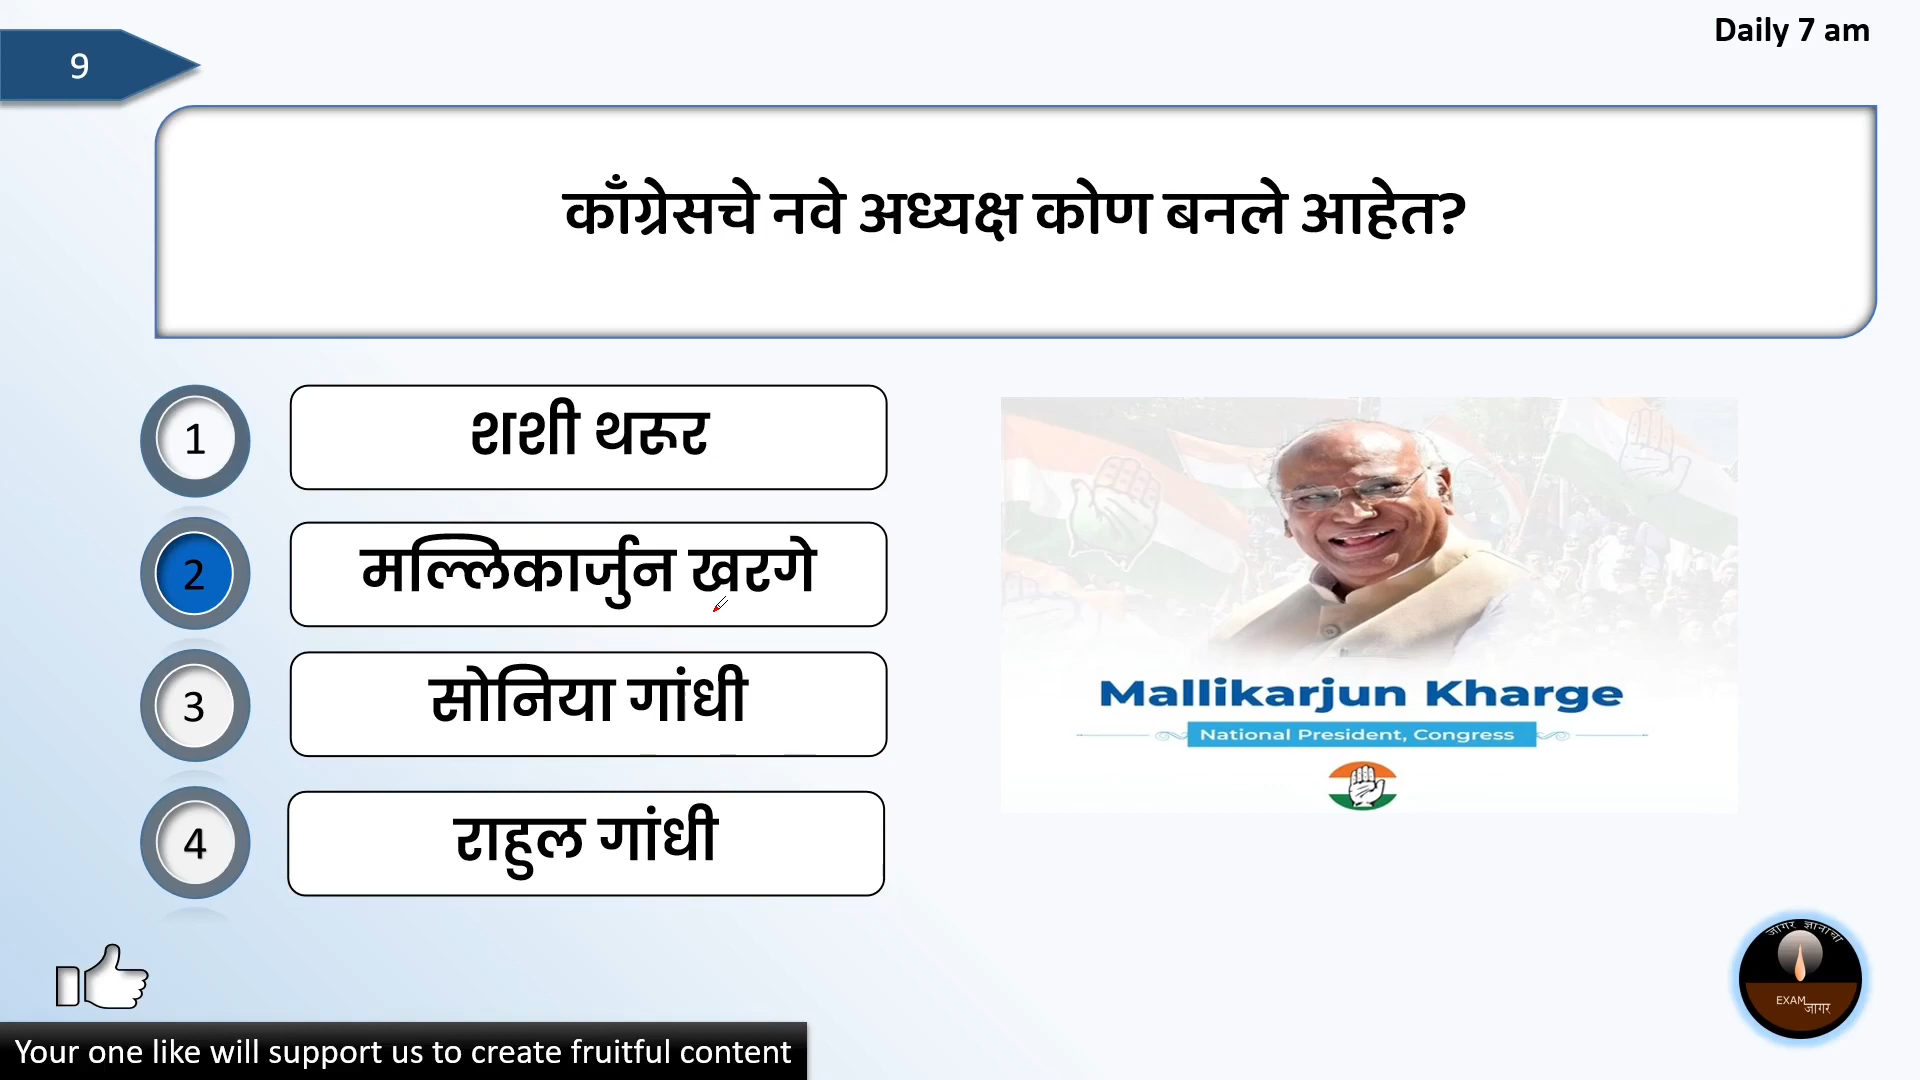 Daily 7 am
9
काँग्रेसचे नवे अध्यक्ष कोण बनले आहेत?
1
शशी थरूर
2
मल्लिकार्जुन खरगे
3
सोनिया गांधी
4
राहुल गांधी
Mallikarjun Kharge
National President, Congress
जागर ज्ञानाचा
EXAM
जागर
Your one like will support us to create fruitful content